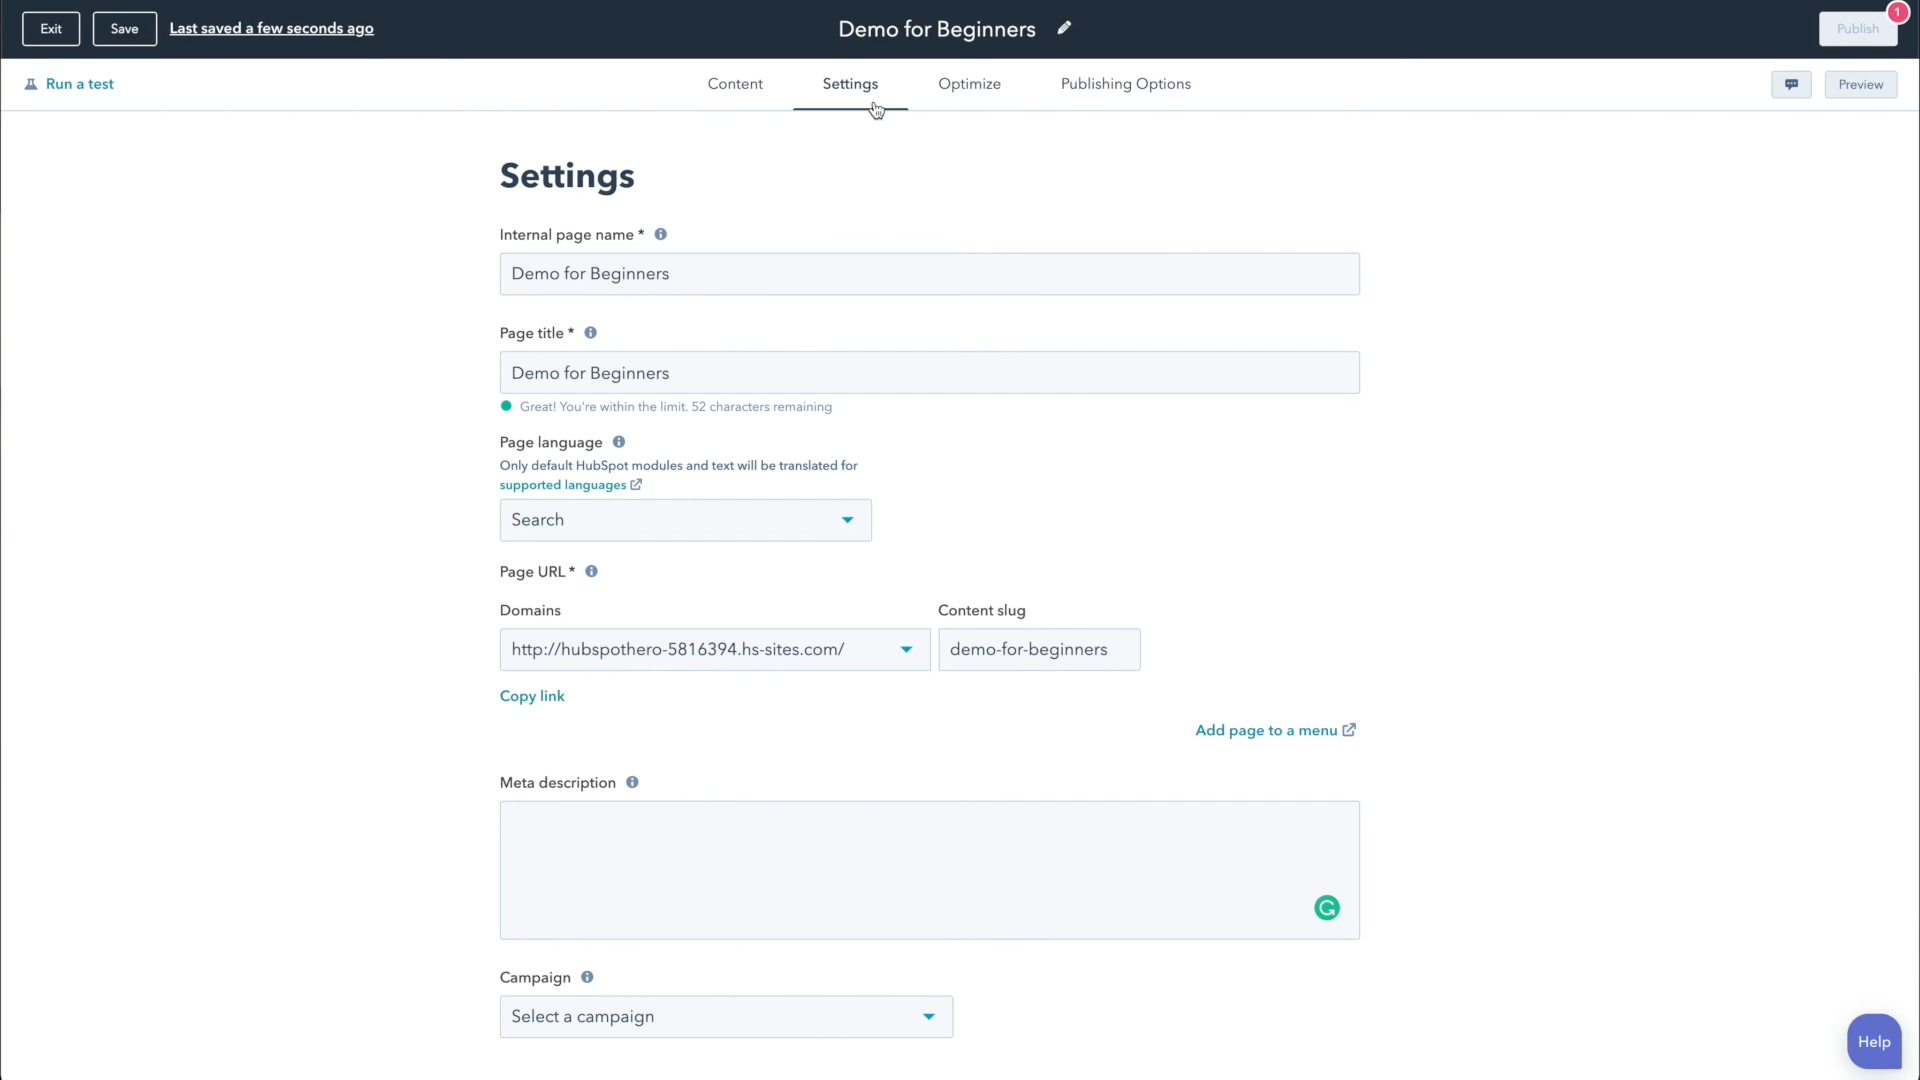 Exit
Save
Last saved a few seconds ago
Demo for Beginners
Publish
1
Run a test
Content
Settings
Optimize
Publishing Options
Preview
Settings
Internal page name *
Demo for Beginners
Page title *
Demo for Beginners
Great! You're within the limit. 52 characters remaining
Page language
Only default HubSpot modules and text will be translated for
supported languages
Search
Page URL *
Domains
Content slug
http://hubspothero-5816394.hs-sites.com/
demo-for-beginners
Copy link
Add page to a menu
Meta description
Campaign
Select a campaign
Help